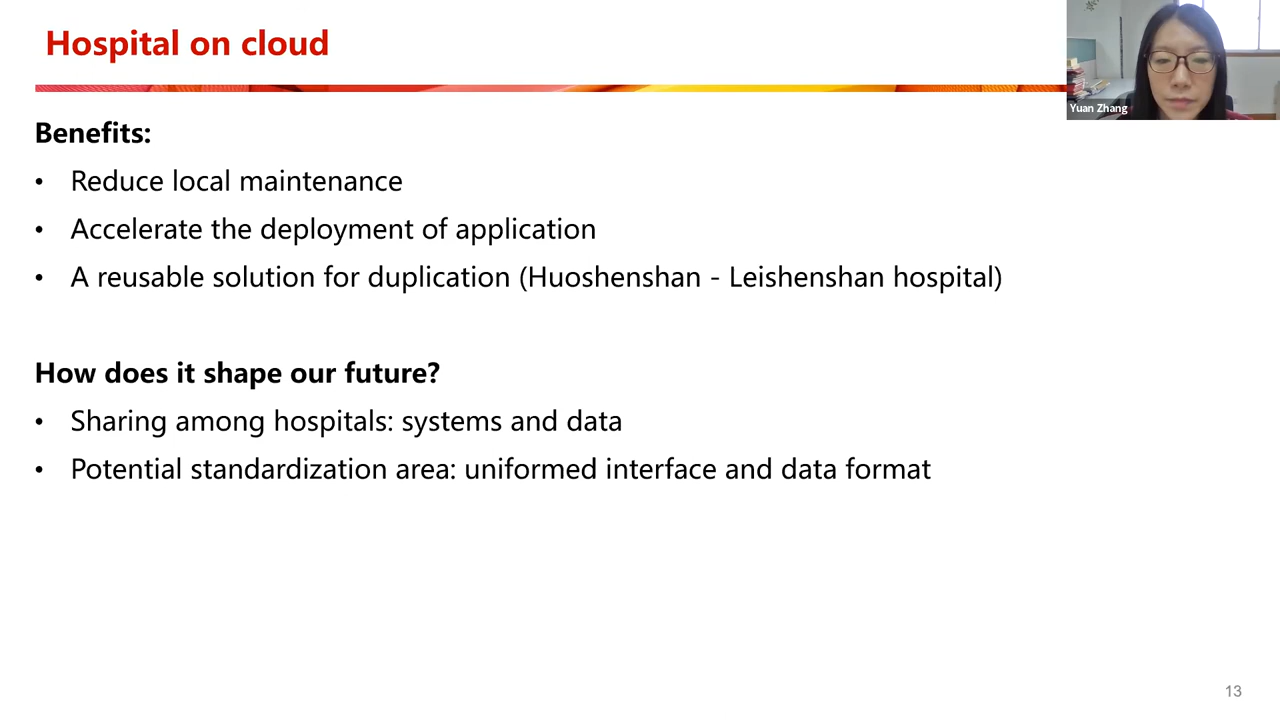 Hospital on cloud
Yuan Zhang
Benefits:
• Reduce local maintenance
• Accelerate the deployment of application
• A reusable solution for duplication (Huoshenshan - Leishenshan hospital)
How does it shape our future?
• Sharing among hospitals: systems and data
• Potential standardization area: uniformed interface and data format
13